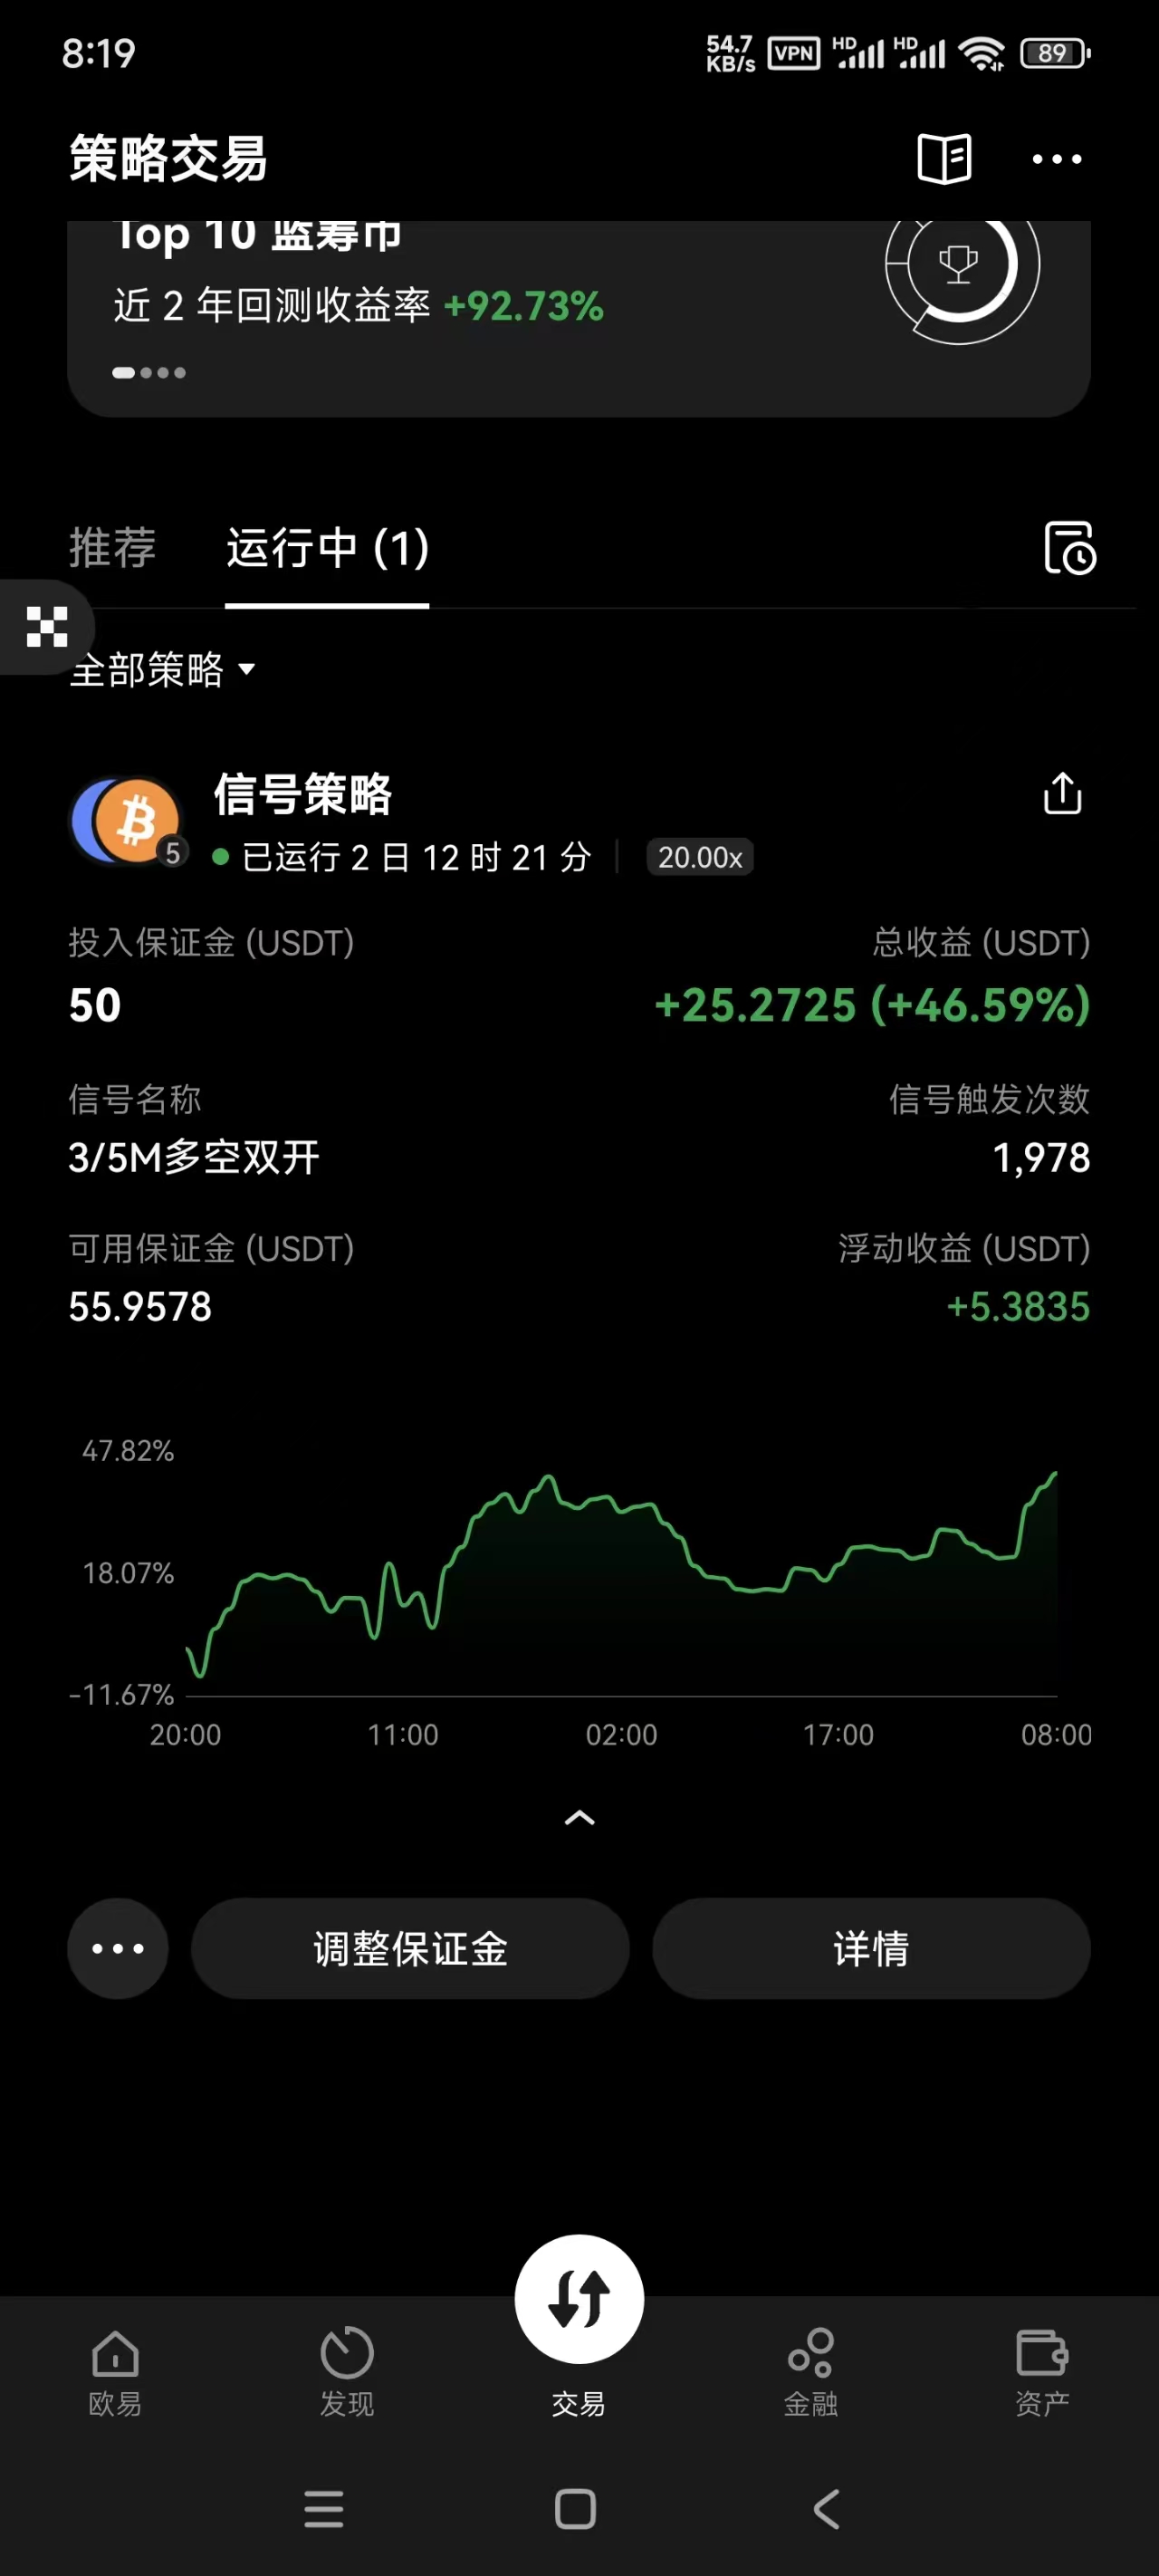 8:19
54.7 KB/s VPN HD HD 89
策略交易
Top 10 蓝筹币
近 2 年回测收益率 +92.73%
推荐 运行中 (1)
全部策略
信号策略
5 已运行 2 日 12 时 21 分 20.00x
投入保证金 (USDT) 总收益 (USDT)
50 +25.2725 (+46.59%)
信号名称 信号触发次数
3/5M多空双开 1,978
可用保证金 (USDT) 浮动收益 (USDT)
55.9578 +5.3835
47.82%
18.07%
-11.67%
20:00 11:00 02:00 17:00 08:00
调整保证金 详情
欧易 发现 交易 金融 资产